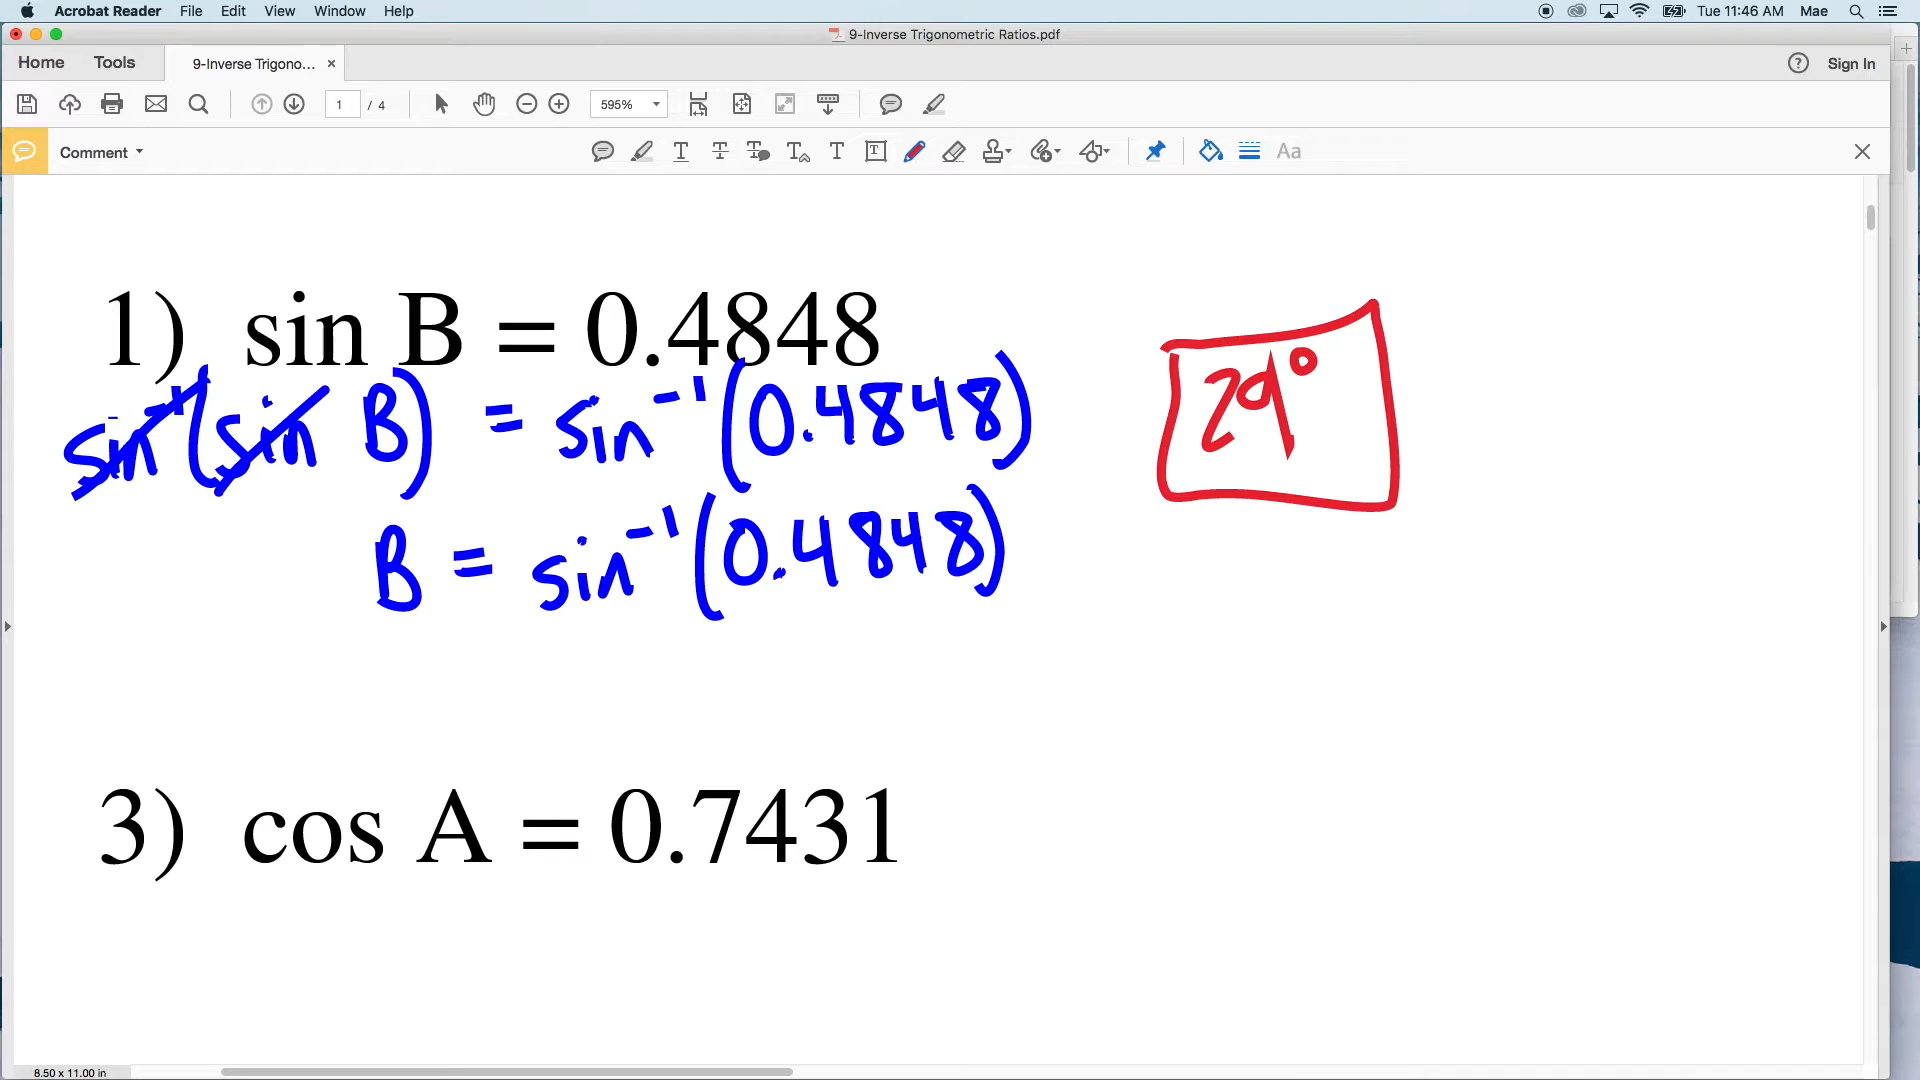 Acrobat Reader File Edit View Window Help Tue 11:46 AM Mae
9-Inverse Trigonometric Ratios.pdf
Home Tools 9-Inverse Trigono... × ? Sign In
1 / 4 595%
Comment T T T T T T Aa
1) sin B = 0.4848
sin⁻¹(sin B) = sin⁻¹(0.4848)
29°
B = sin⁻¹(0.4848)
3) cos A = 0.7431
8.50 x 11.00 in